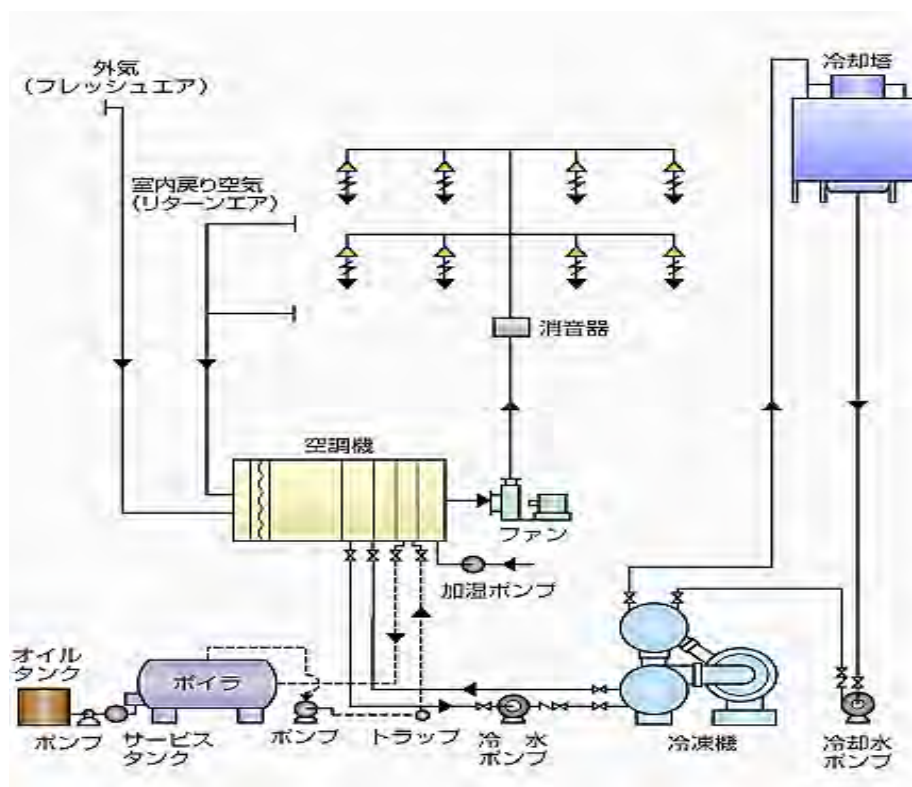 外気
(フレッシュエア)
冷却塔
室内戻り空気
(リターンエア)
消音器
空調機
ファン
加湿ポンプ
オイル
タンク
ボイラ
ポンプ
サービス
タンク
ポンプ
トラップ
冷 水
ポンプ
冷凍機
冷却水
ポンプ